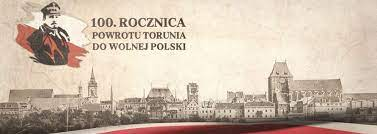 100. ROCZNICA
POWROTU TORUNIA
DO WOLNEJ POLSKI